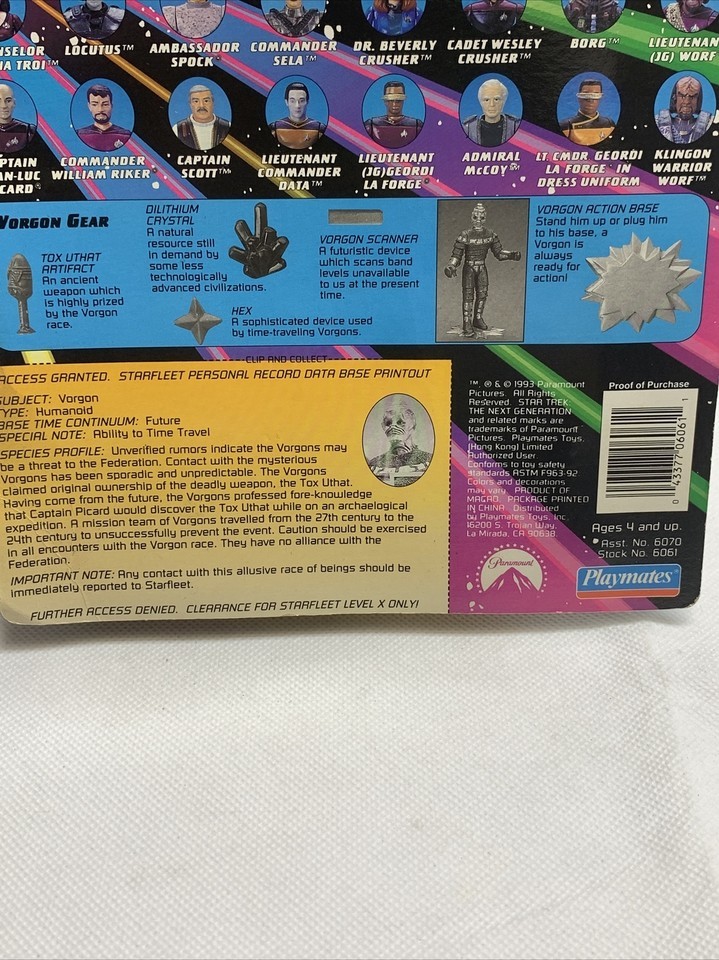 NSELOR
IA TROI™
LOCUTUS™
AMBASSADOR
SPOCK™
COMMANDER
SELA™
DR. BEVERLY
CRUSHER™
CADET WESLEY
CRUSHER™
BORG™
LIEUTENAN
(JG) WORF
PTAIN
AN-LUC
CARD
COMMANDER
WILLIAM RIKER
CAPTAIN
SCOTT™
LIEUTENANT
COMMANDER
DATA™
LIEUTENANT
(JG)GEORDI
LA FORGE
ADMIRAL
McCOY
LT. CMDR GEORDI
LA FORGE IN
DRESS UNIFORM
KLINGON
WARRIOR
WORF
VORGON GEAR
TOX UTHAT
ARTIFACT
An ancient
weapon which
is highly prized
by the Vorgon
race.
DILITHIUM
CRYSTAL
A natural
resource still
in demand by
some less
technologically
advanced civilizations.
HEX
A sophisticated device used
by time-traveling Vorgons.
VORGON SCANNER
A futuristic device
which scans band
levels unavailable
to us at the present
time.
VORGON ACTION BASE
Stand him up or plug him
to his base, a
Vorgon is
always
ready for
action!
CLIP AND COLLECT
ACCESS GRANTED. STARFLEET PERSONAL RECORD DATA BASE PRINTOUT
SUBJECT: Vorgon
TYPE: Humanoid
BASE TIME CONTINUUM: Future
SPECIAL NOTE: Ability to Time Travel
SPECIES PROFILE: Unverified rumors indicate the Vorgons may
be a threat to the Federation. Contact with the mysterious
Vorgons has been sporadic and unpredictable. The Vorgons
claimed original ownership of the deadly weapon, the Tox Uthat.
Having come from the future, the Vorgons professed fore-knowledge
that Captain Picard would discover the Tox Uthat while on an archaelogical
expedition. A mission team of Vorgons travelled from the 27th century to the
24th century to unsuccessfully prevent the event. Caution should be exercised
in all encounters with the Vorgon race. They have no alliance with the
Federation.
IMPORTANT NOTE: Any contact with this allusive race of beings should be
immediately reported to Starfleet.
FURTHER ACCESS DENIED. CLEARANCE FOR STARFLEET LEVEL X ONLY!
™, ® & © 1993 Paramount
Pictures. All Rights
Reserved. STAR TREK:
THE NEXT GENERATION
and related marks are
trademarks of Paramount
Pictures. Playmates Toys,
(Hong Kong) Limited
Authorized User.
Conforms to toy safety
standards ASTM F963-92.
Colors and decorations
may vary. PRODUCT OF
MACAO. PACKAGE PRINTED
IN CHINA. Distributed
by Playmates Toys, Inc.
16200 S. Trojan Way,
La Mirada, CA 90638.
Paramount
Proof of Purchase
0 43377 06061 1
Ages 4 and up.
Asst. No. 6070
Stock No. 6061
Playmates®